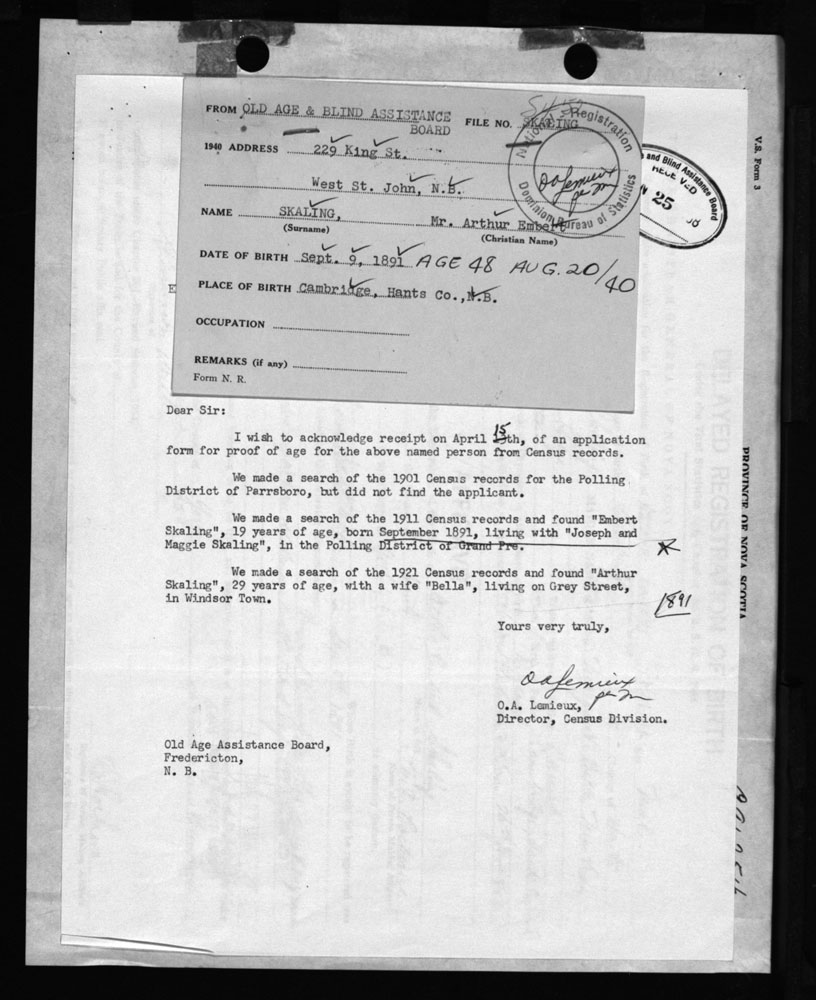 FROM OLD AGE & BLIND ASSISTANCE
BOARD
FILE NO. SKALING
1940 ADDRESS 229 King St.
West St. John, N.B.
NAME SKALING,
(Surname)
Mr. Arthur Embert
(Christian Name)
DATE OF BIRTH Sept. 9, 1891 AGE 48 AUG. 20/40
PLACE OF BIRTH Cambridge, Hants Co., N.B.
OCCUPATION
REMARKS (if any)
Form N. R.
National Registration
Dominion Bureau of Statistics
OALemieux
per M
and Blind Assistance Board
RECEIVED
25
V.S. Form 3
E
Dear Sir:
I wish to acknowledge receipt on April 15th, of an application
form for proof of age for the above named person from Census records.
We made a search of the 1901 Census records for the Polling
District of Parrsboro, but did not find the applicant.
We made a search of the 1911 Census records and found "Embert
Skaling", 19 years of age, born September 1891, living with "Joseph and
Maggie Skaling", in the Polling District of Grand Pre.
We made a search of the 1921 Census records and found "Arthur
Skaling", 29 years of age, with a wife "Bella", living on Grey Street,
in Windsor Town.
1891
Yours very truly,
OALemieux
per M
O.A. Lemieux,
Director, Census Division.
Old Age Assistance Board,
Fredericton,
N. B.
PROVINCE OF NOVA SCOTIA
DELAYED REGISTRATION OF BIRTH